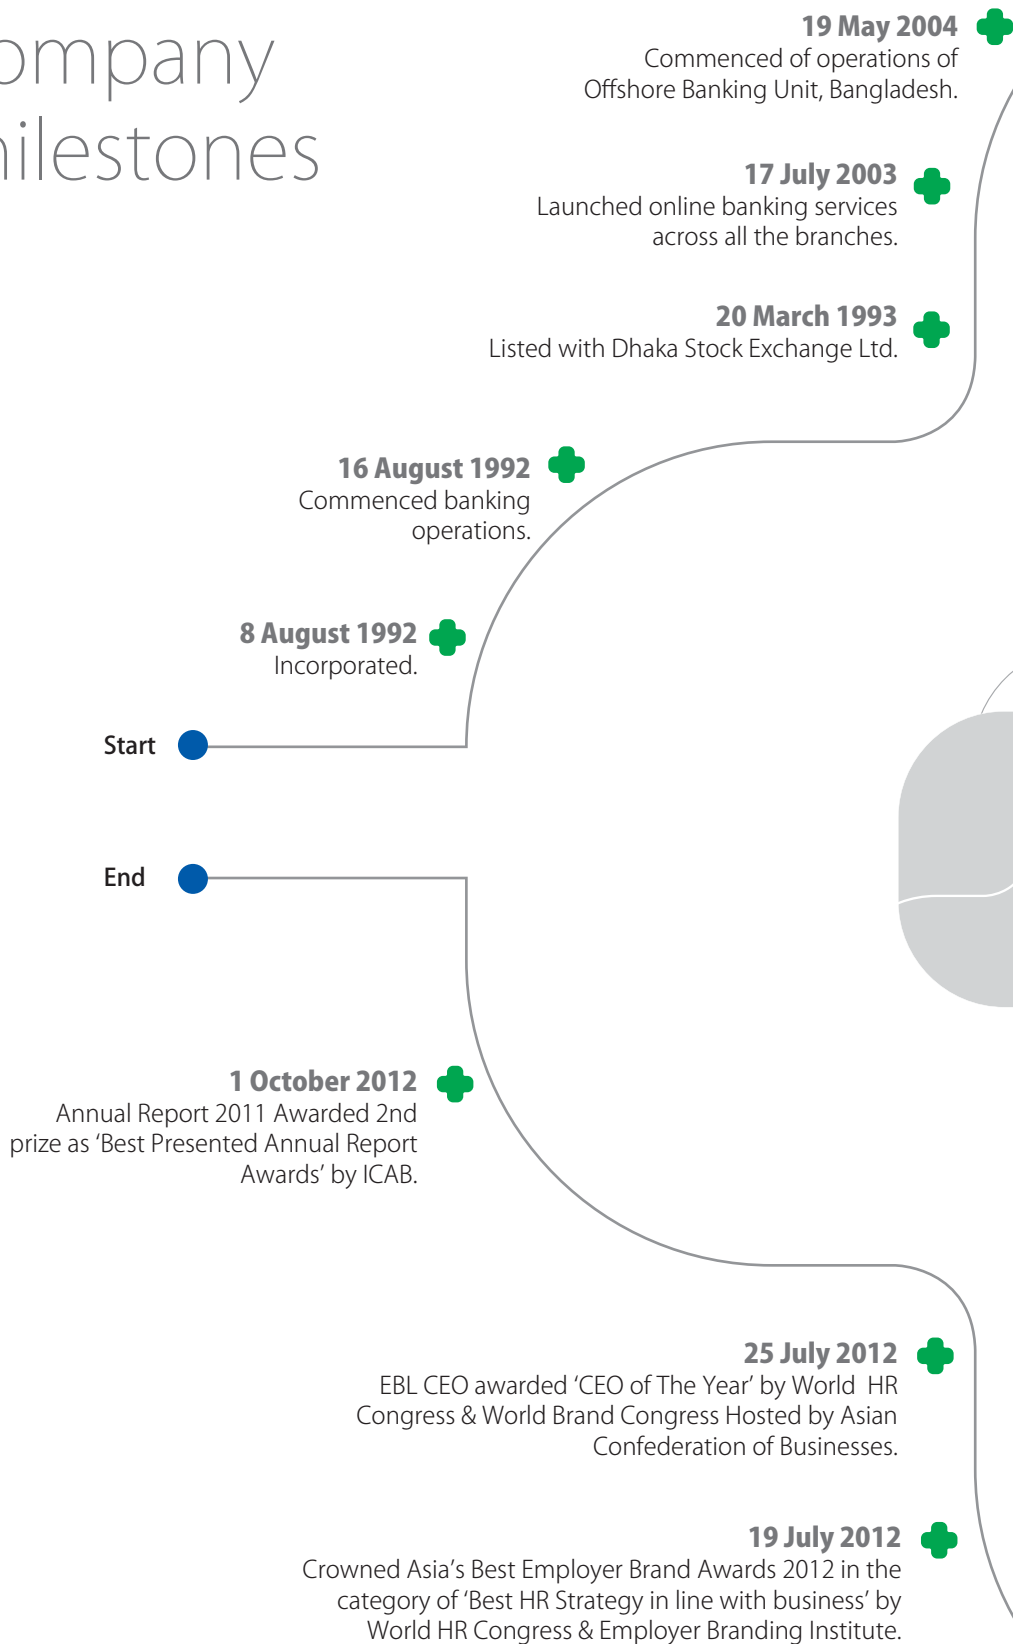 ompany
ilestones
19 May 2004
Commenced of operations of
Offshore Banking Unit, Bangladesh.
17 July 2003
Launched online banking services
across all the branches.
20 March 1993
Listed with Dhaka Stock Exchange Ltd.
16 August 1992
Commenced banking
operations.
8 August 1992
Incorporated.
Start
End
1 October 2012
Annual Report 2011 Awarded 2nd
prize as ‘Best Presented Annual Report
Awards’ by ICAB.
25 July 2012
EBL CEO awarded ‘CEO of The Year’ by World HR
Congress & World Brand Congress Hosted by Asian
Confederation of Businesses.
19 July 2012
Crowned Asia’s Best Employer Brand Awards 2012 in the
category of ‘Best HR Strategy in line with business’ by
World HR Congress & Employer Branding Institute.